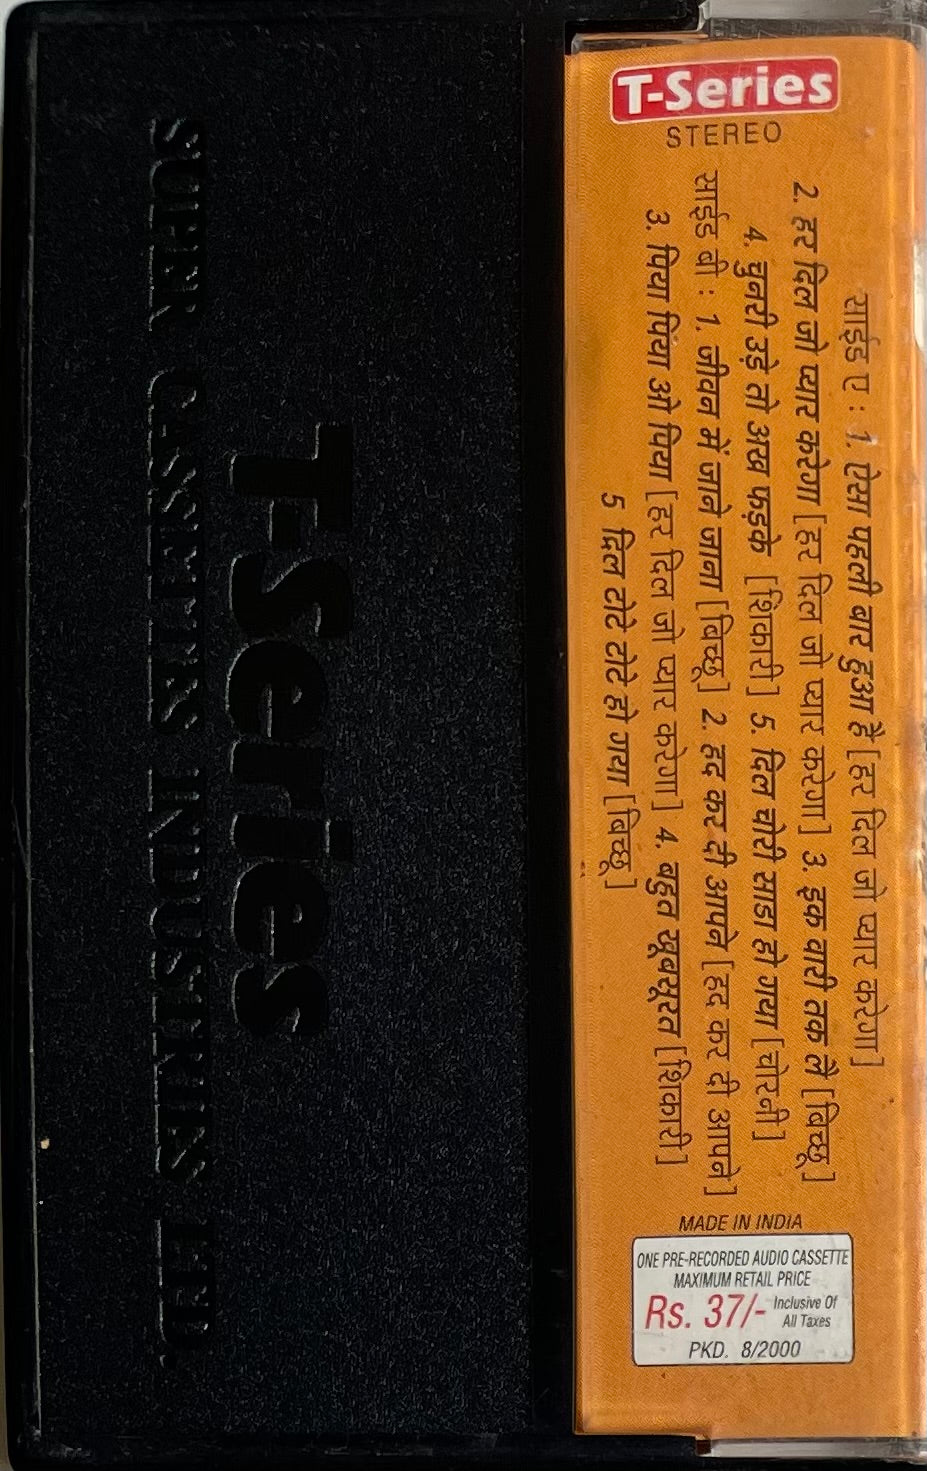 T-Series
STEREO
साईड ए : 1. ऐसा पहली बार हुआ है [हर दिल जो प्यार करेगा]
2. हर दिल जो प्यार करेगा [हर दिल जो प्यार करेगा] 3. इक वारी तक लै [बिच्छू]
4. चुनरी उड़े तो अख फड़के [शिकारी] 5. दिल चोरी साडा हो गया [चोरनी]
साईड बी : 1. जीवन में जाने जाना [बिच्छू] 2. हद कर दी आपने [हद कर दी आपने]
3. पिया पिया ओ पिया [हर दिल जो प्यार करेगा] 4. बहुत खूबसूरत [शिकारी]
5 दिल टोटे टोटे हो गया [बिच्छू]
MADE IN INDIA
ONE PRE-RECORDED AUDIO CASSETTE
MAXIMUM RETAIL PRICE
Rs. 37/- Inclusive Of
All Taxes
PKD. 8/2000
T-Series
SUPER CASSETTES INDUSTRIES LTD.